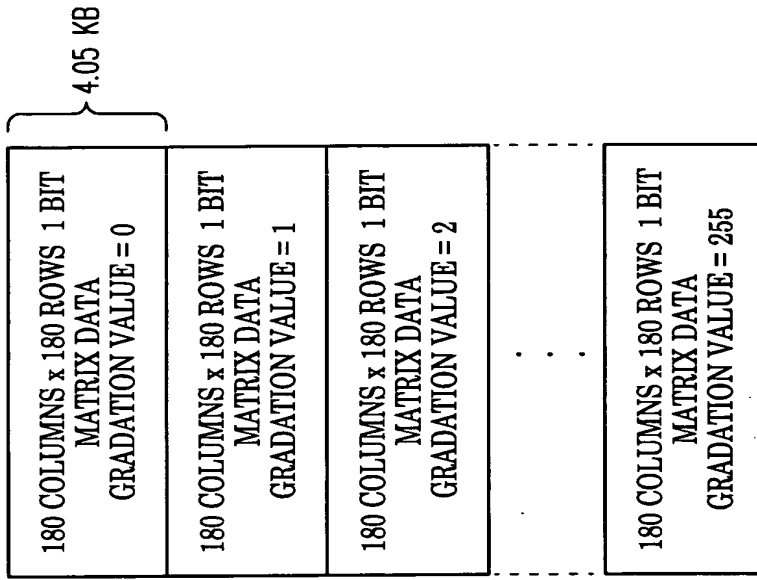 180 COLUMNS x 180 ROWS 1 BIT
MATRIX DATA
GRADATION VALUE = 0
4.05 KB
180 COLUMNS x 180 ROWS 1 BIT
MATRIX DATA
GRADATION VALUE = 1
180 COLUMNS x 180 ROWS 1 BIT
MATRIX DATA
GRADATION VALUE = 2
180 COLUMNS x 180 ROWS 1 BIT
MATRIX DATA
GRADATION VALUE = 255